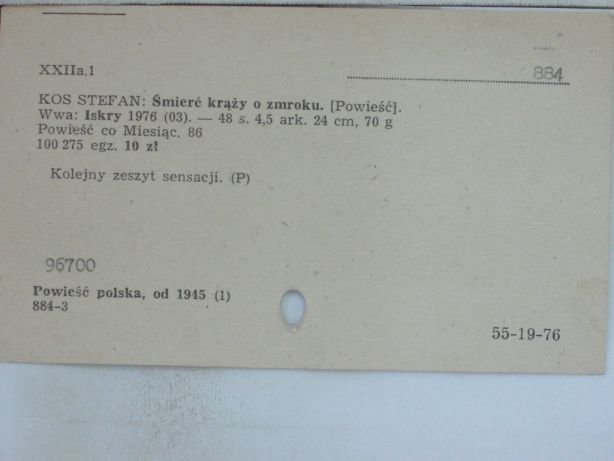 XXIIa.1
884
KOS STEFAN: Śmierć krąży o zmroku. [Powieść].
Wwa: Iskry 1976 (03). — 48 s. 4,5 ark. 24 cm, 70 g
Powieść co Miesiąc. 86
100 275 egz. 10 zł
Kolejny zeszyt sensacji. (P)
96700
Powieść polska, od 1945 (1)
884-3
55-19-76